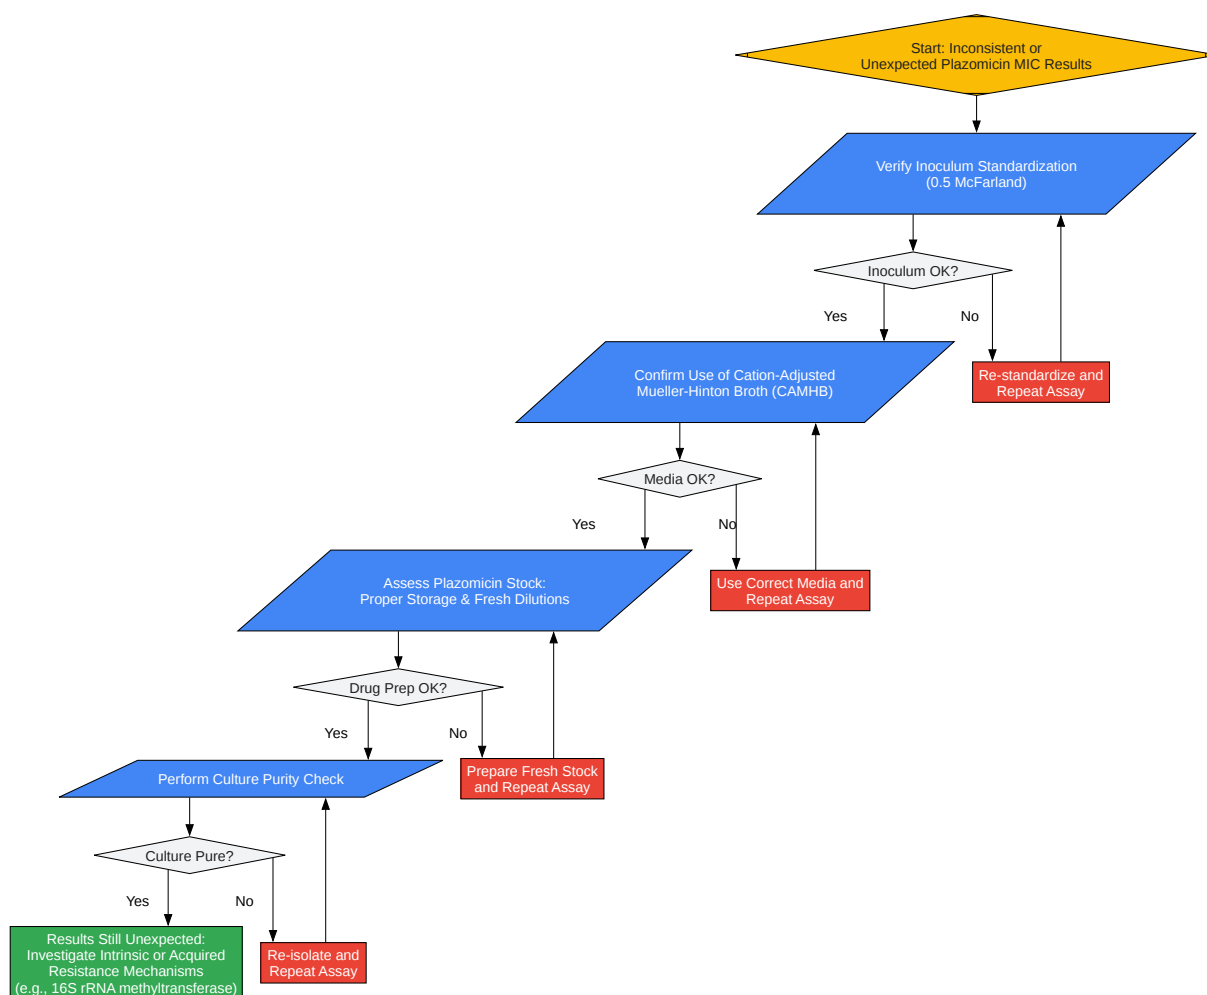 Start: Inconsistent or
Unexpected Plazomicin MIC Results
Verify Inoculum Standardization
(0.5 McFarland)
Inoculum OK?
Yes
No
Re-standardize and
Repeat Assay
Confirm Use of Cation-Adjusted
Mueller-Hinton Broth (CAMHB)
Media OK?
Yes
No
Use Correct Media and
Repeat Assay
Assess Plazomicin Stock:
Proper Storage & Fresh Dilutions
Drug Prep OK?
Yes
No
Prepare Fresh Stock
and Repeat Assay
Perform Culture Purity Check
Culture Pure?
Yes
No
Results Still Unexpected:
Investigate Intrinsic or Acquired
Resistance Mechanisms
(e.g., 16S rRNA methyltransferase)
Re-isolate and
Repeat Assay